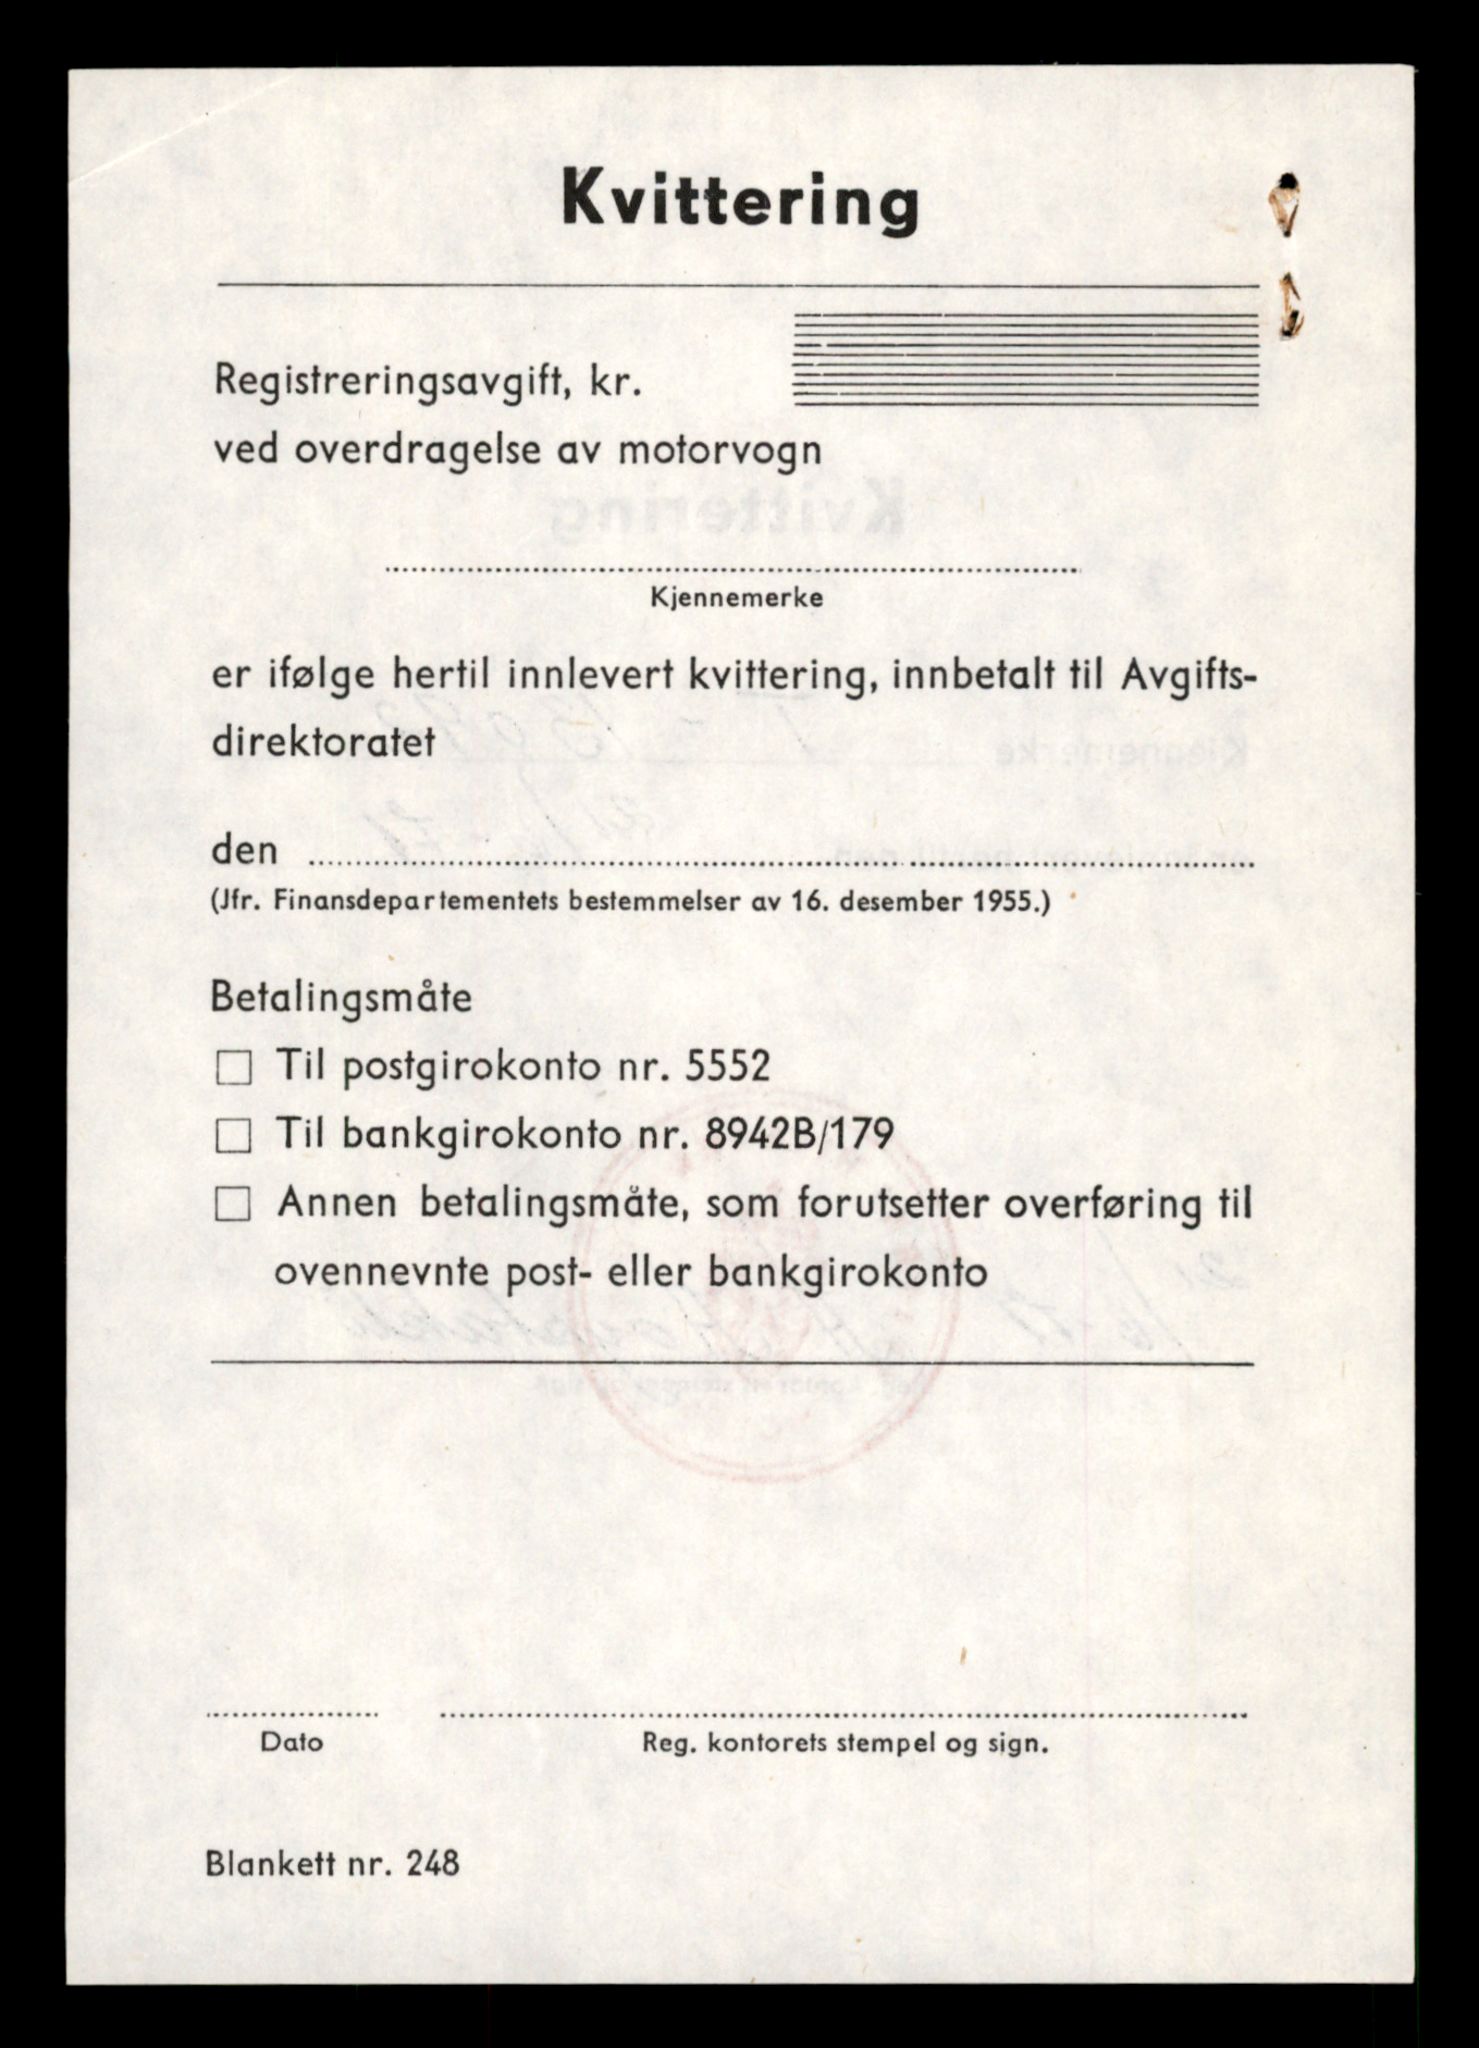 Kvittering
Registreringsavgift, kr.
ved overdragelse av motorvogn
Kjennemerke
er ifølge hertil innlevert kvittering, innbetalt til Avgifts-
direktoratet
den
(Jfr. Finansdepartementets bestemmelser av 16. desember 1955.)
Betalingsmåte
Til postgirokonto nr. 5552
Til bankgirokonto nr. 8942B/179
Annen betalingsmåte, som forutsetter overføring til
ovennevnte post- eller bankgirokonto
Dato
Reg. kontorets stempel og sign.
Blankett nr. 248